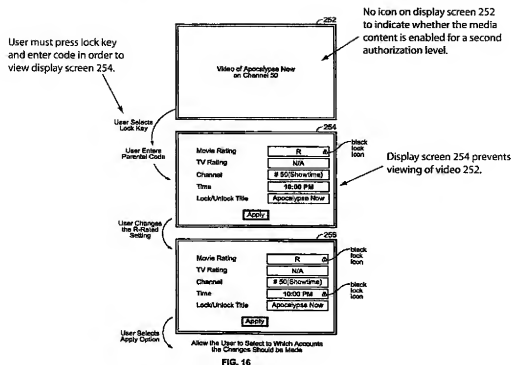 No icon on display screen 252
to indicate whether the media
content is enabled for a second
authorization level.
User must press lock key
and enter code in order to
view display screen 254.
252
Video of Apocalypse Now
on Channel 50
User Selects
Lock Key
User Enters
Parental Code
254
Movie Rating R
black
lock
icon
TV Rating N/A
Channel # 50(Showtime)
Time 10:00 PM
Lock/Unlock Title Apocalypse Now
Apply
Display screen 254 prevents
viewing of video 252.
User Changes
the R-Rated
Setting
Movie Rating R
black
lock
icon
TV Rating N/A
Channel # 50(Showtime)
Time 10:00 PM
black
lock
icon
Lock/Unlock Title Apocalypse Now
Apply
User Selects
Apply Option
Allow the User to Select to Which Accounts
the Changes Should be Made
FIG. 16